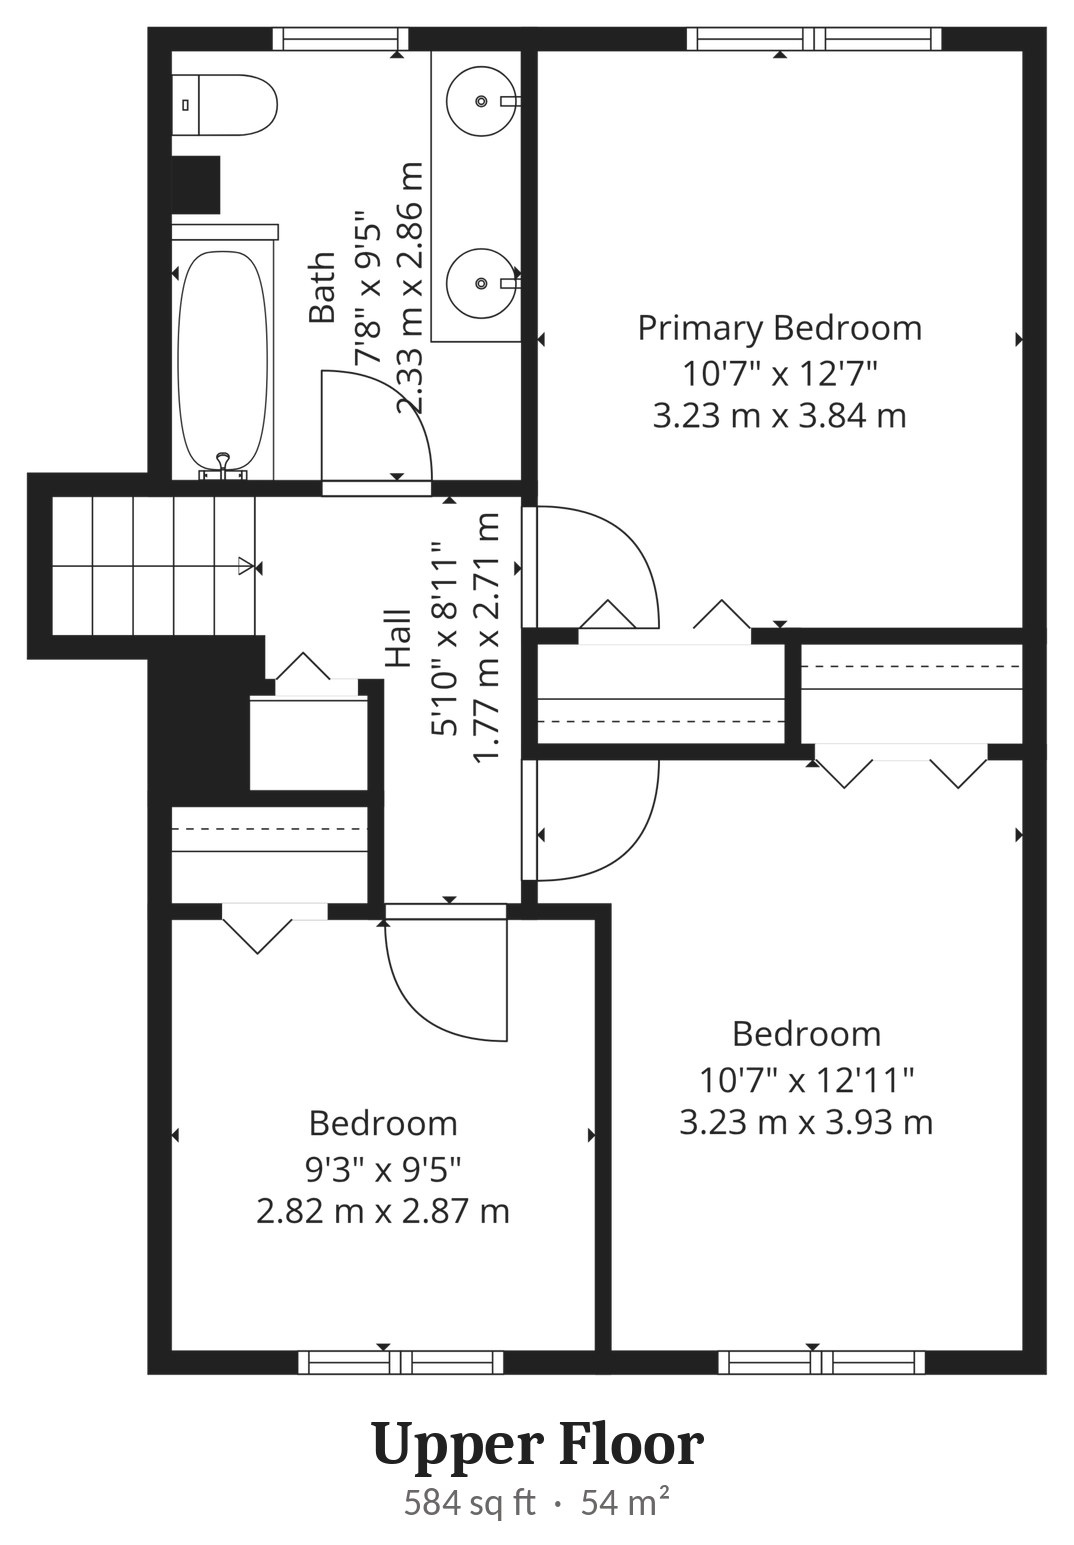 Bath
7'8" x 9'5"
2.33 m x 2.86 m
Primary Bedroom
10'7" x 12'7"
3.23 m x 3.84 m
Hall
5'10" x 8'11"
1.77 m x 2.71 m
Bedroom
10'7" x 12'11"
3.23 m x 3.93 m
Bedroom
9'3" x 9'5"
2.82 m x 2.87 m
Upper Floor
584 sq ft · 54 m²